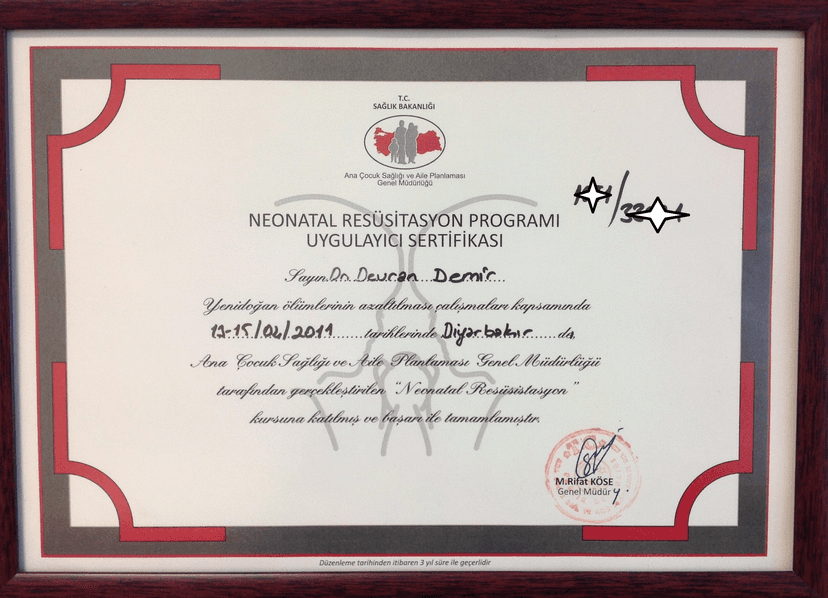 T.C.
SAĞLIK BAKANLIĞI
Ana Çocuk Sağlığı ve Aile Planlaması
Genel Müdürlüğü
NEONATAL RESÜSİTASYON PROGRAMI
UYGULAYICI SERTİFİKASI
Sayın Dr. Devran Demir
Yenidoğan ölümlerinin azaltılması çalışmaları kapsamında
13-15/04/2011 tarihlerinde Diyarbakır da,
Ana Çocuk Sağlığı ve Aile Planlaması Genel Müdürlüğü
tarafından gerçekleştirilen "Neonatal Resüsistasyon"
kursuna katılmış ve başarı ile tamamlamıştır.
M.Rifat KÖSE
Genel Müdür Y.
Düzenleme tarihinden itibaren 3 yıl süre ile geçerlidir